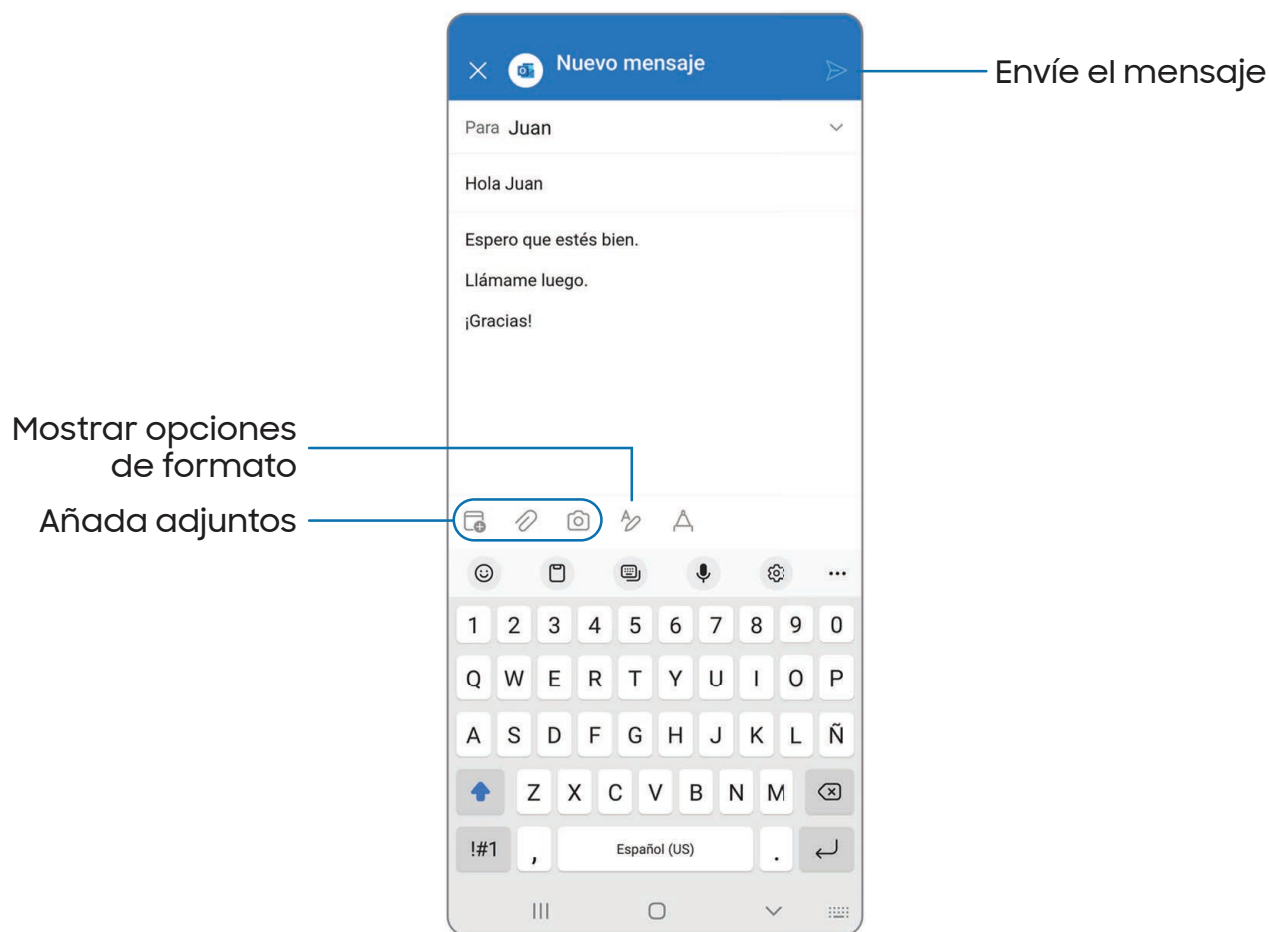 Nuevo mensaje
Envíe el mensaje
Para Juan
Hola Juan
Espero que estés bien.
Llámame luego.
¡Gracias!
Mostrar opciones
de formato
Añada adjuntos
1 2 3 4 5 6 7 8 9 0
Q W E R T Y U I O P
A S D F G H J K L Ñ
Z X C V B N M
!#1 , Español (US) .